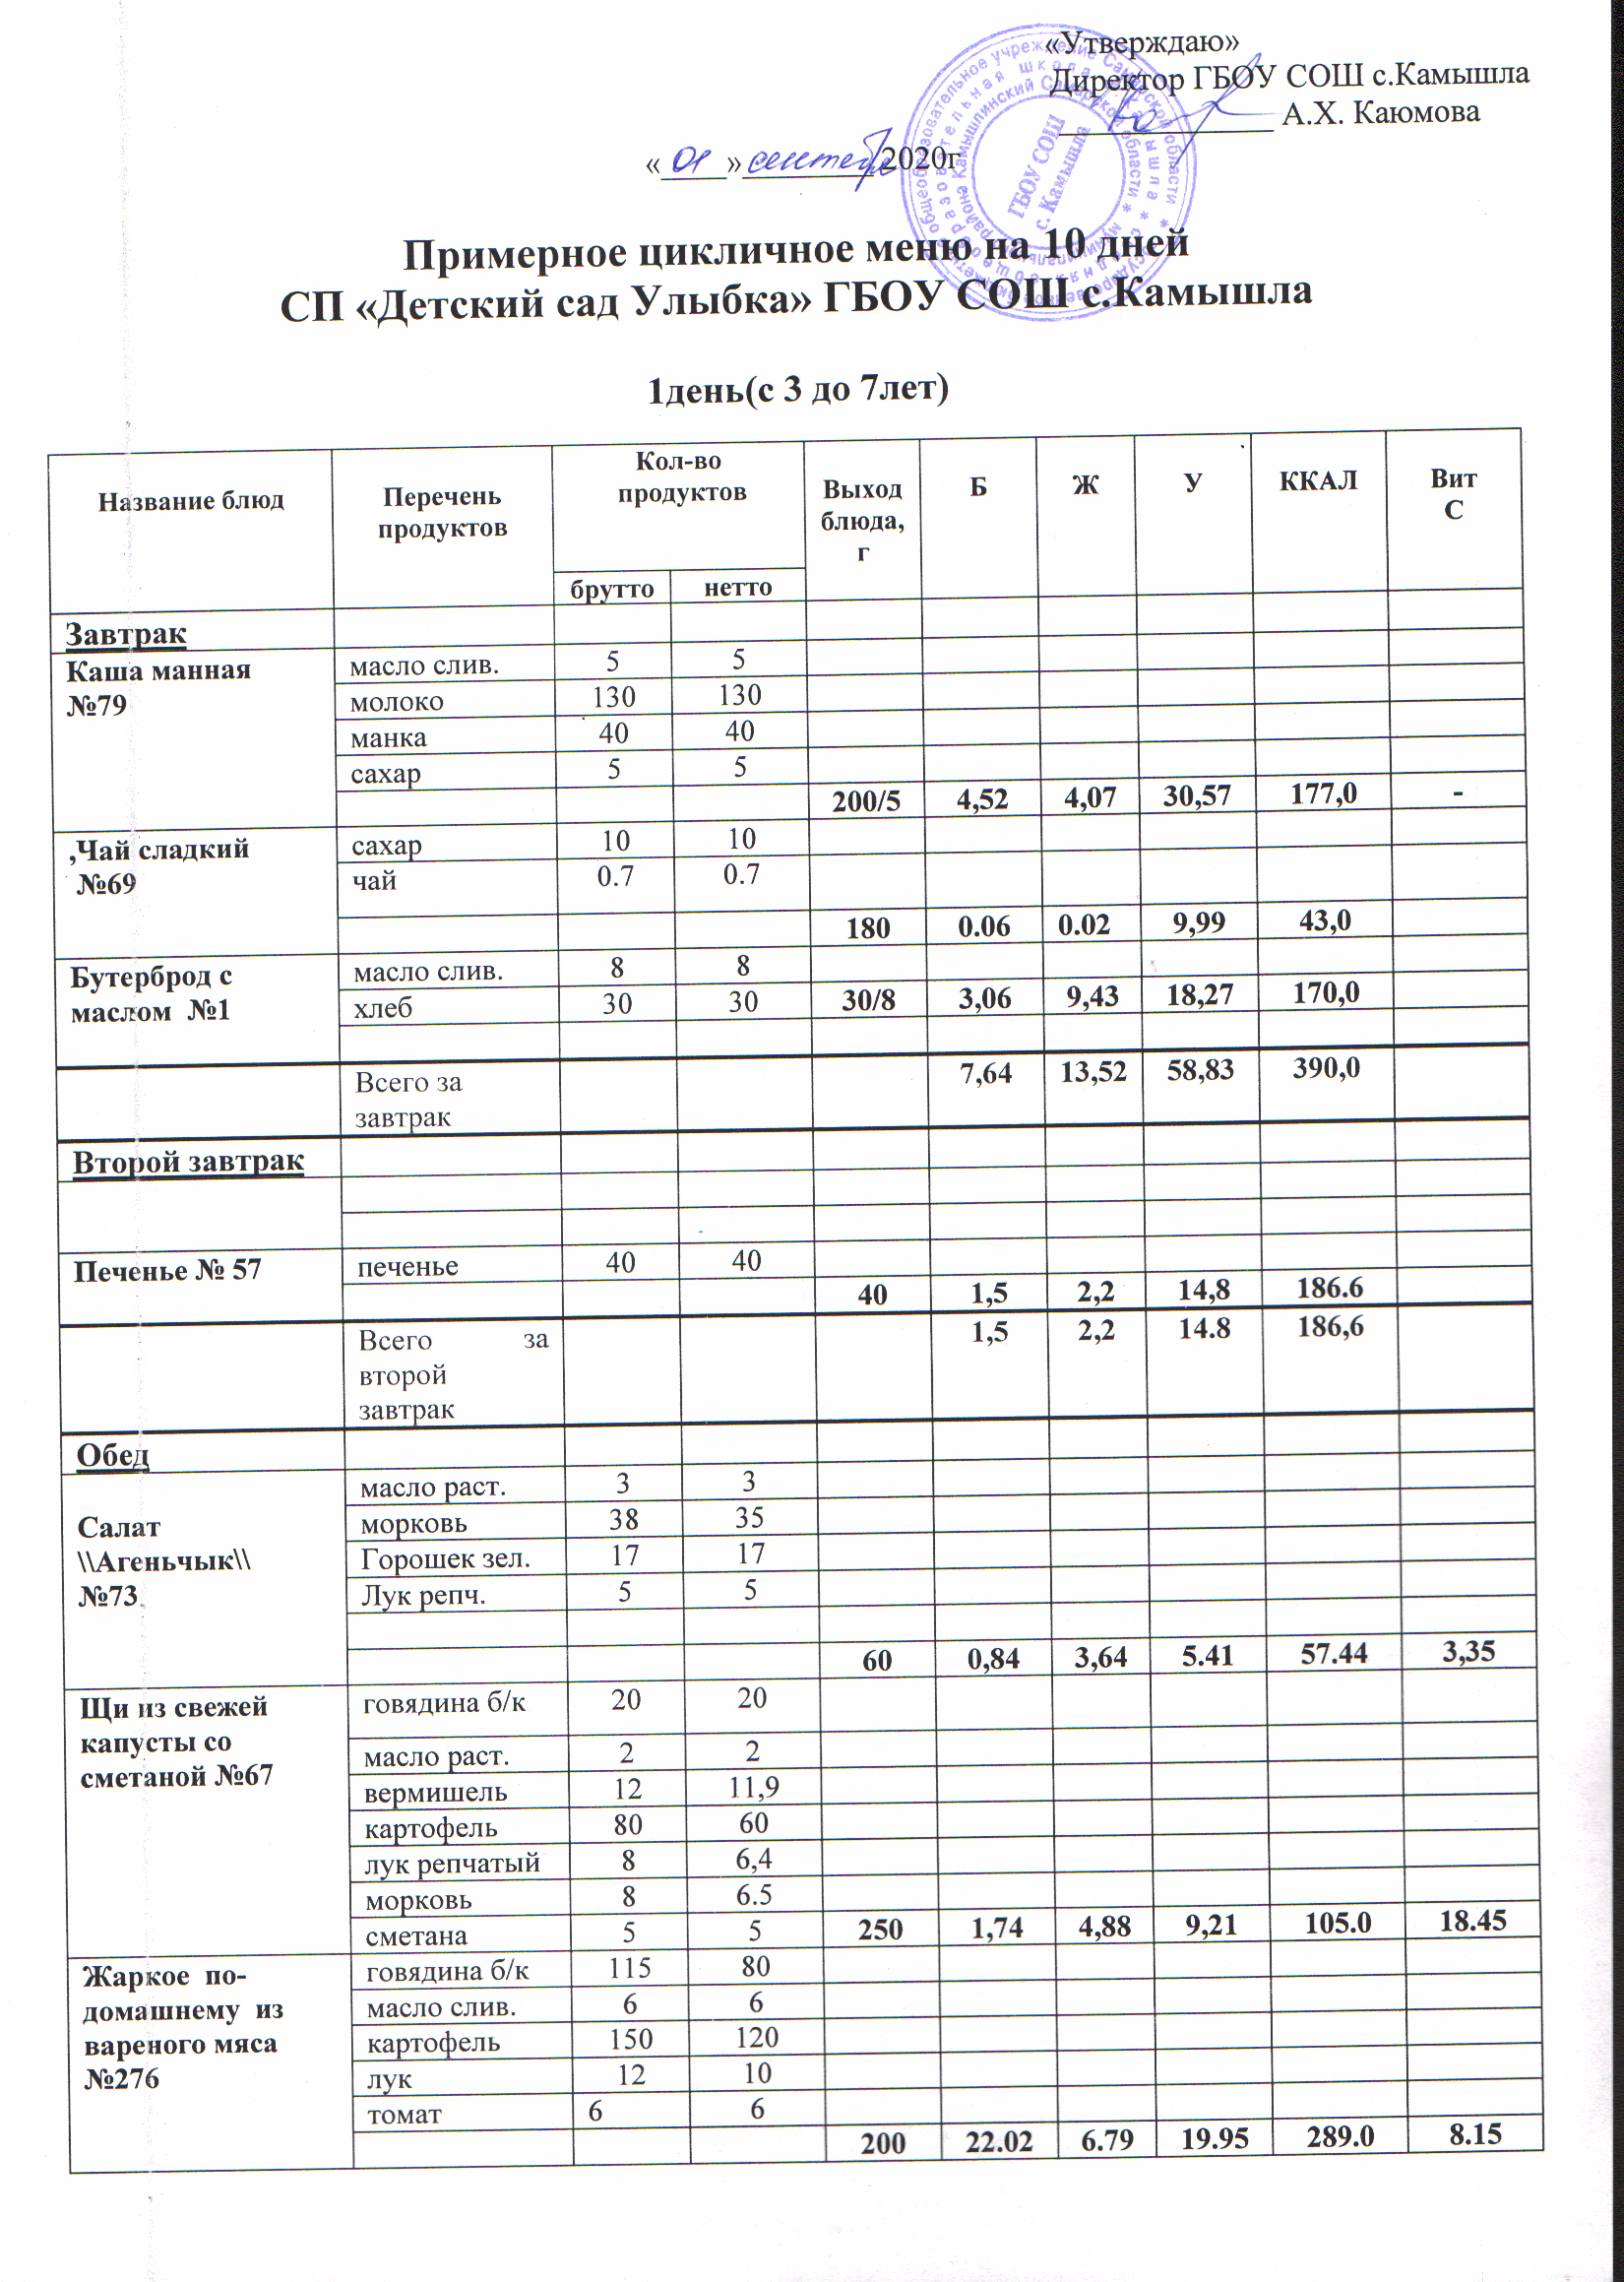 «Утверждаю»
Директор ГБОУ СОШ с.Камышла
А.Х. Каюмова
«01» сентября 2020г
ГБОУ СОШ
с. Камышла
Примерное цикличное меню на 10 дней
СП «Детский сад Улыбка» ГБОУ СОШ с.Камышла
1день(с 3 до 7лет)
Название блюд Перечень продуктов Кол-во продуктов Выход блюда, г Б Ж У ККАЛ Вит С
брутто нетто
Завтрак
Каша манная №79 масло слив. 5 5
молоко 130 130
манка 40 40
сахар 5 5
200/5 4,52 4,07 30,57 177,0 -
,Чай сладкий №69 сахар 10 10
чай 0.7 0.7
180 0.06 0.02 9,99 43,0
Бутерброд с маслом №1 масло слив. 8 8
хлеб 30 30 30/8 3,06 9,43 18,27 170,0
Всего за завтрак 7,64 13,52 58,83 390,0
Второй завтрак
Печенье № 57 печенье 40 40
40 1,5 2,2 14,8 186.6
Всего за второй завтрак 1,5 2,2 14.8 186,6
Обед
Салат \\Агеньчык\\ №73 масло раст. 3 3
морковь 38 35
Горошек зел. 17 17
Лук репч. 5 5
60 0,84 3,64 5.41 57.44 3,35
Щи из свежей капусты со сметаной №67 говядина б/к 20 20
масло раст. 2 2
вермишель 12 11,9
картофель 80 60
лук репчатый 8 6,4
морковь 8 6.5
сметана 5 5 250 1,74 4,88 9,21 105.0 18.45
Жаркое по-домашнему из вареного мяса №276 говядина б/к 115 80
масло слив. 6 6
картофель 150 120
лук 12 10
томат 6 6
200 22.02 6.79 19.95 289.0 8.15